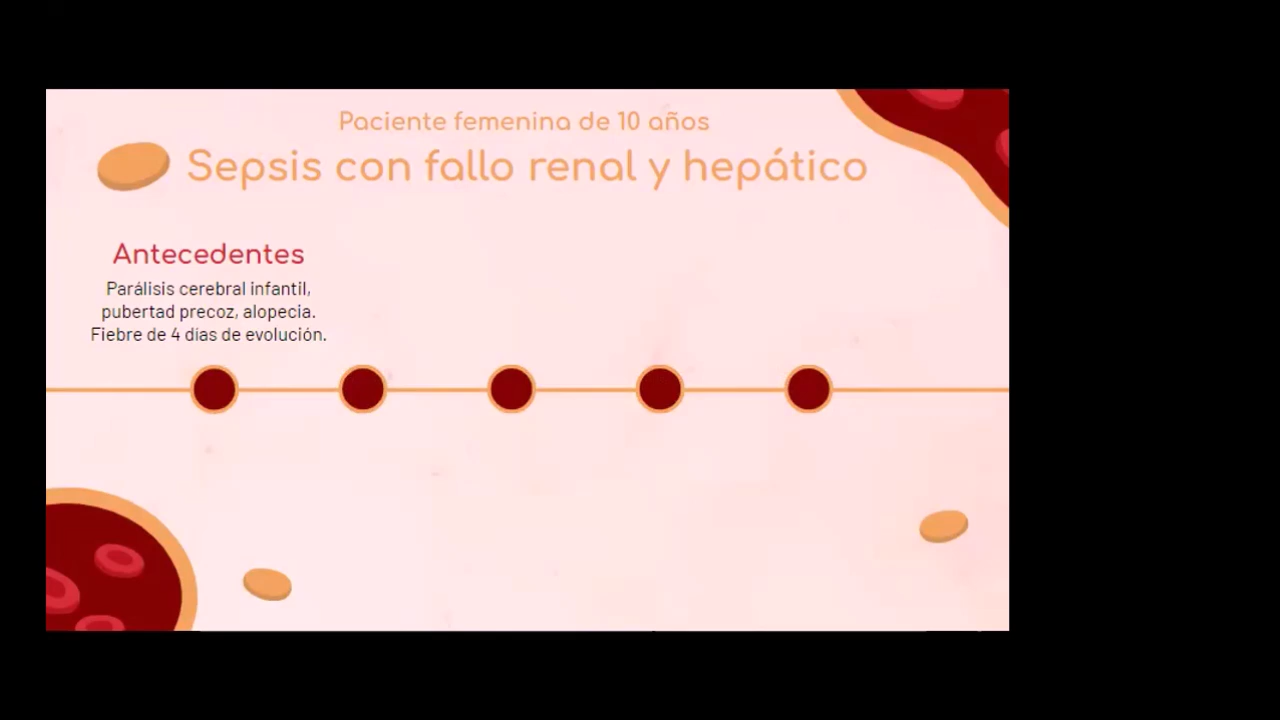 Paciente femenina de 10 años
Sepsis con fallo renal y hepático
Antecedentes
Parálisis cerebral infantil,
pubertad precoz, alopecia.
Fiebre de 4 días de evolución.